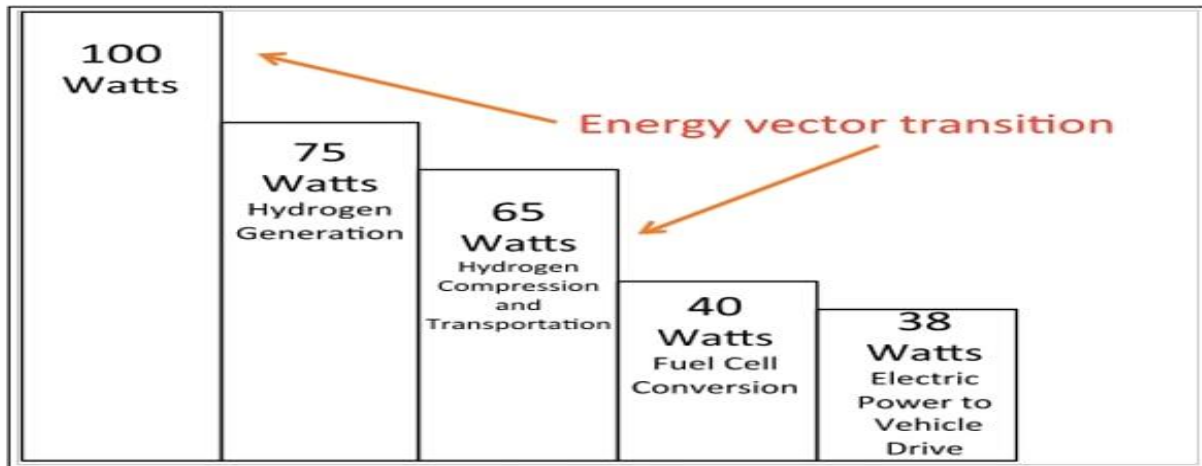 100
Watts
Energy vector transition
75
Watts
Hydrogen
Generation
65
Watts
Hydrogen
Compression
and
Transportation
40
Watts
Fuel Cell
Conversion
38
Watts
Electric
Power to
Vehicle
Drive